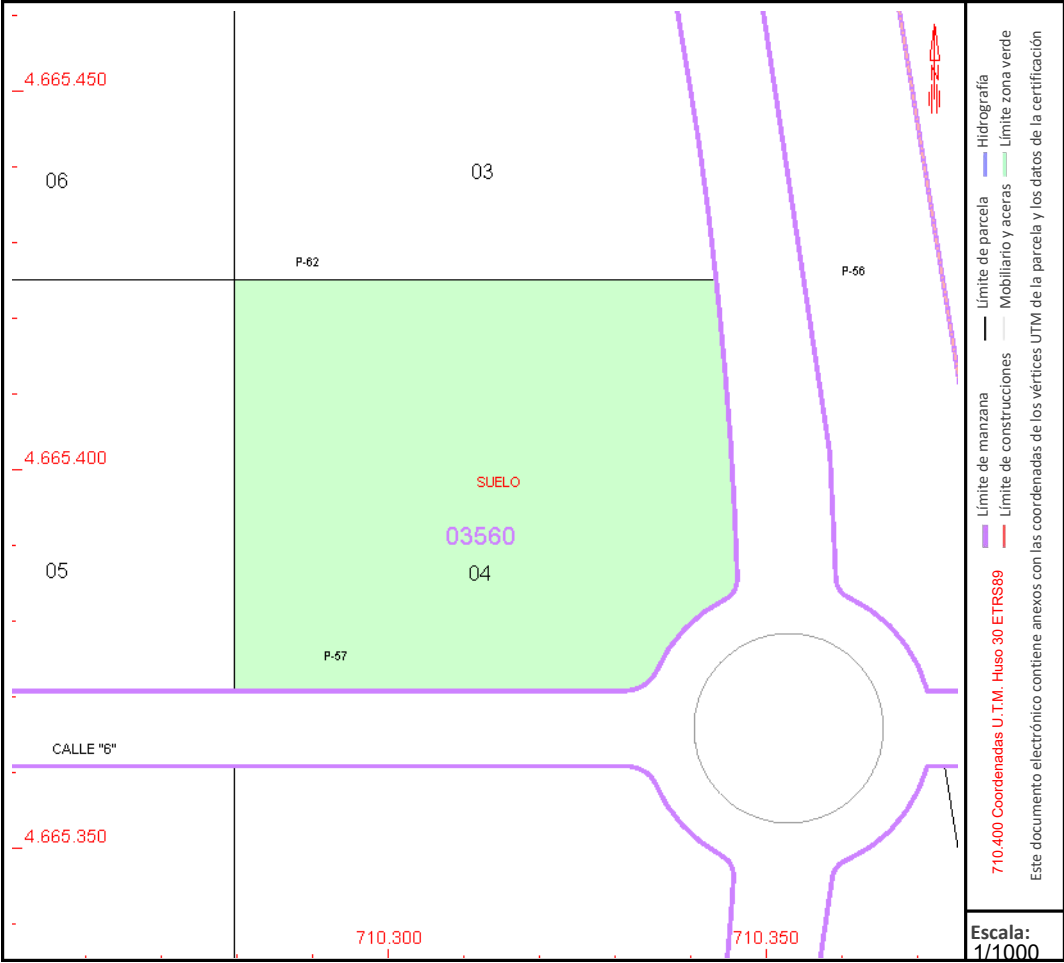 4.665.450
06
03
P-62
P-56
4.665.400
SUELO
03560
05
04
P-57
CALLE "6"
4.665.350
710.300
710.350
N
710.400 Coordenadas U.T.M. Huso 30 ETRS89
Límite de manzana
Límite de parcela
Hidrografía
Límite de construcciones
Mobiliario y aceras
Límite zona verde
Este documento electrónico contiene anexos con las coordenadas de los vértices UTM de la parcela y los datos de la certificación
Escala:
1/1000